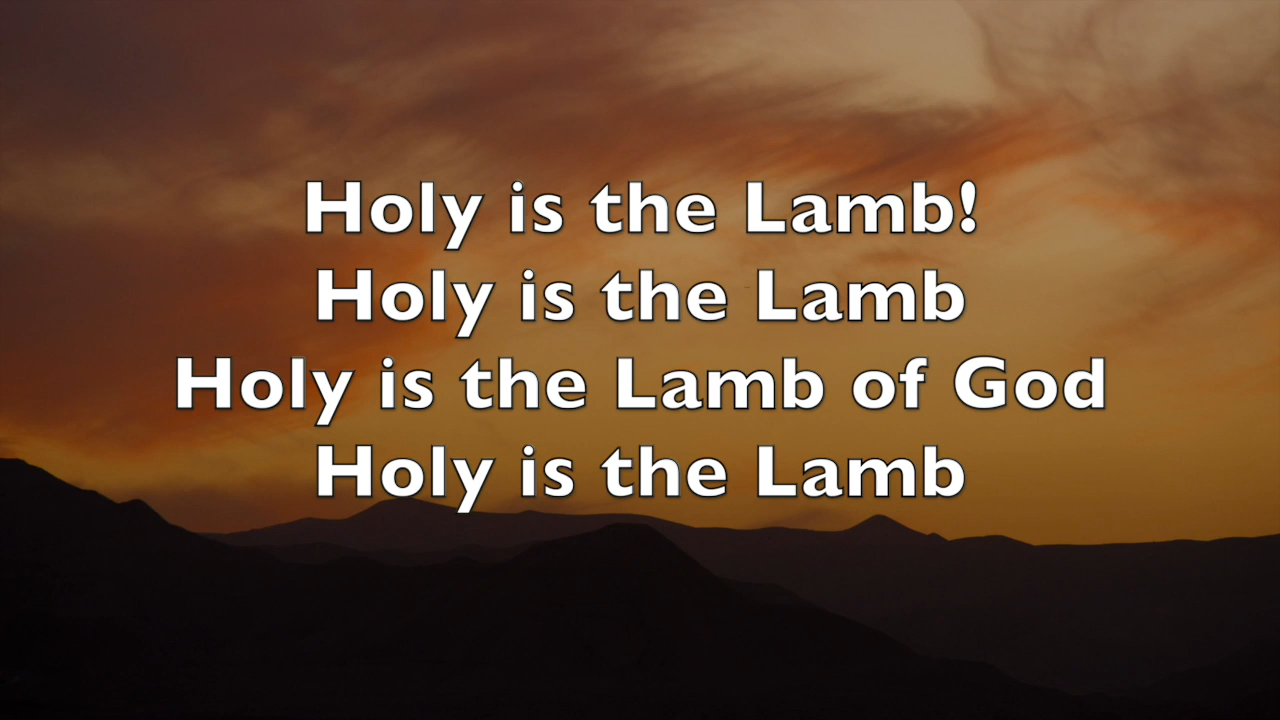 Holy is the Lamb!
Holy is the Lamb
Holy is the Lamb of God
Holy is the Lamb